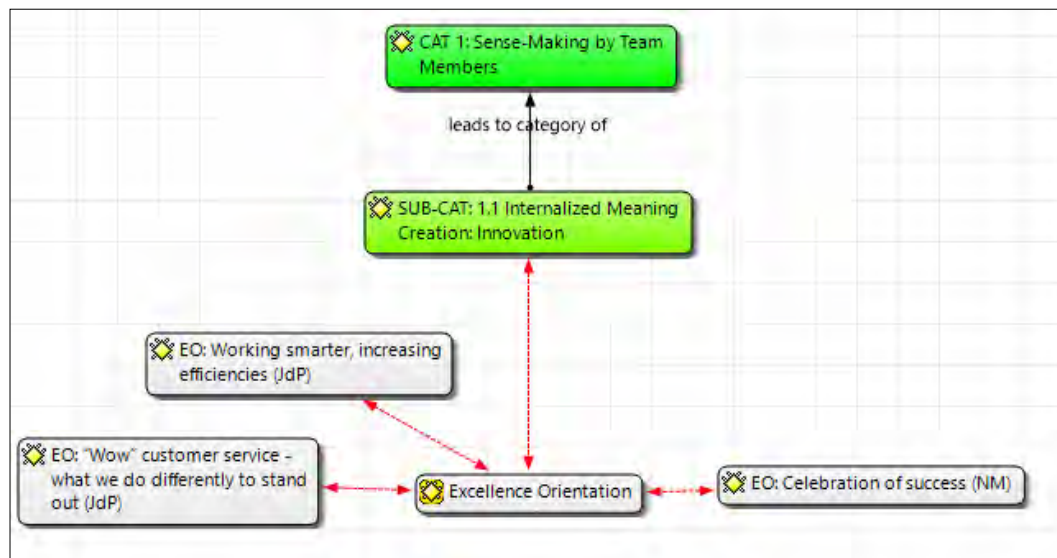 CAT 1: Sense-Making by Team
Members
leads to category of
SUB-CAT: 1.1 Internalized Meaning
Creation: Innovation
EO: Working smarter, increasing
efficiencies (JdP)
EO: "Wow" customer service -
what we do differently to stand
out (JdP)
Excellence Orientation
EO: Celebration of success (NM)